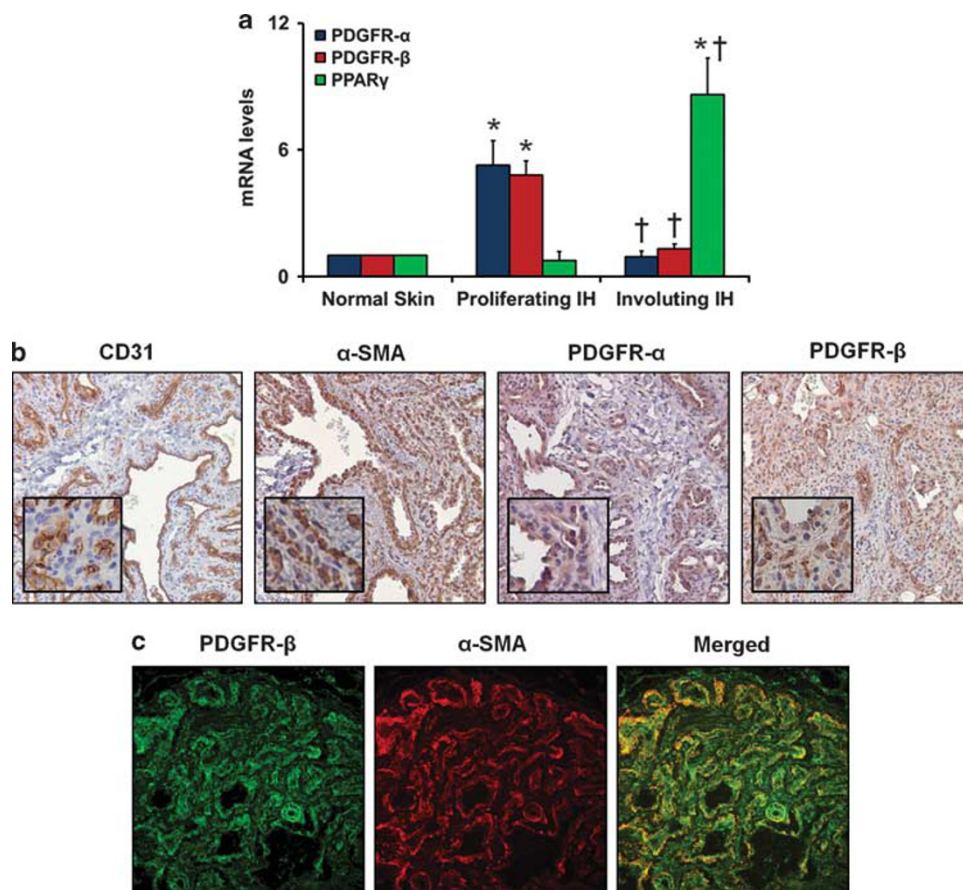 a
12
6
0
mRNA levels
PDGFR-α
PDGFR-β
PPARγ
* * † † *†
Normal Skin Proliferating IH Involuting IH
b
CD31 α-SMA PDGFR-α PDGFR-β
c
PDGFR-β α-SMA Merged